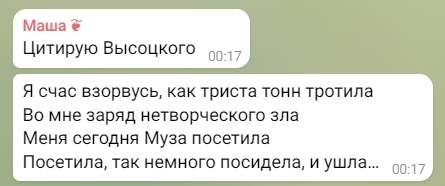 Маша ❦
Цитирую Высоцкого
00:17
Я счас взорвусь, как триста тонн тротила
Во мне заряд нетворческого зла
Меня сегодня Муза посетила
Посетила, так немного посидела, и ушла...
00:17